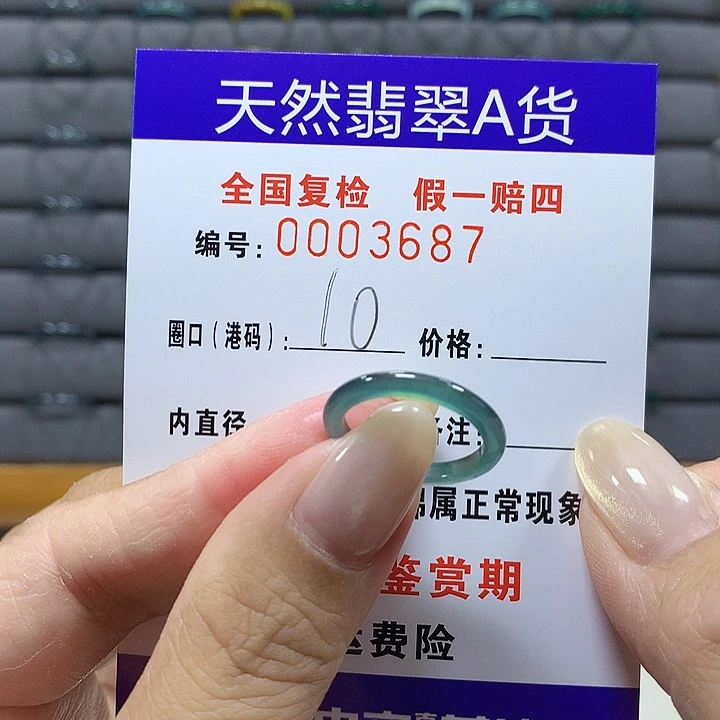 天然翡翠A货
全国复检 假一赔四
编号: 0003687
圈口(港码): 10 价格:
内直径 备注:
属正常现象
鉴赏期
运费险